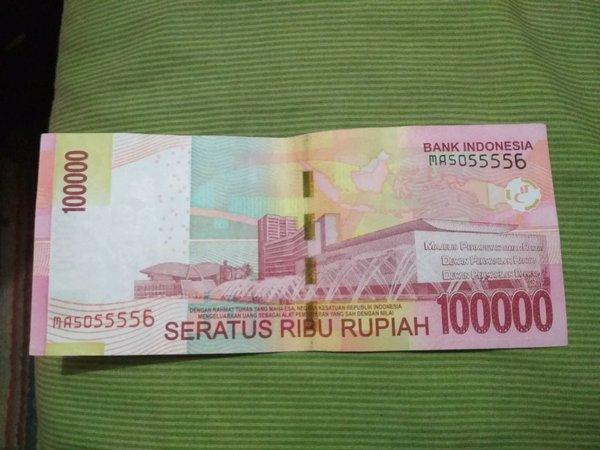 BANK INDONESIA
MAS055556
100000
MAJELIS PERMUSYAWARATAN RAKYAT
DEWAN PERWAKILAN RAKYAT
DEWAN PERWAKILAN DAERAH
MAS055556
DENGAN RAHMAT TUHAN YANG MAHA ESA, NEGARA KESATUAN REPUBLIK INDONESIA
MENGELUARKAN UANG SEBAGAI ALAT PEMBAYARAN YANG SAH DENGAN NILAI
SERATUS RIBU RUPIAH 100000